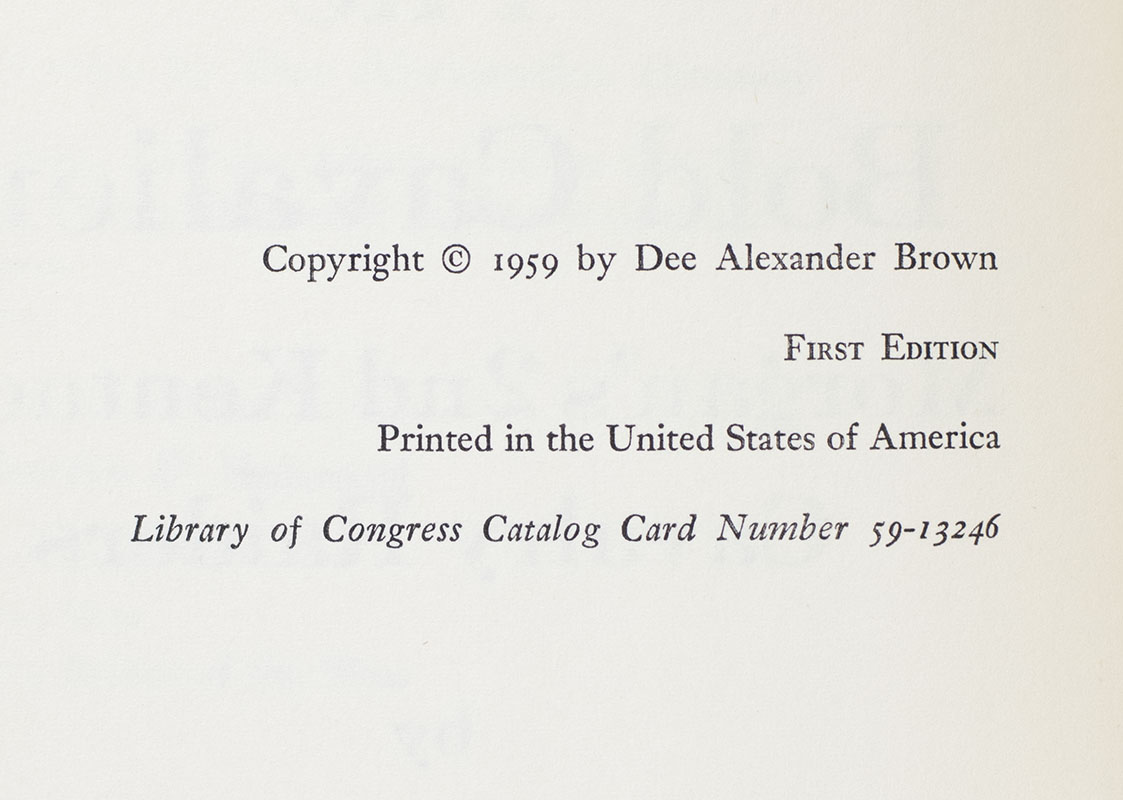 Copyright © 1959 by Dee Alexander Brown
First Edition
Printed in the United States of America
Library of Congress Catalog Card Number 59-13246